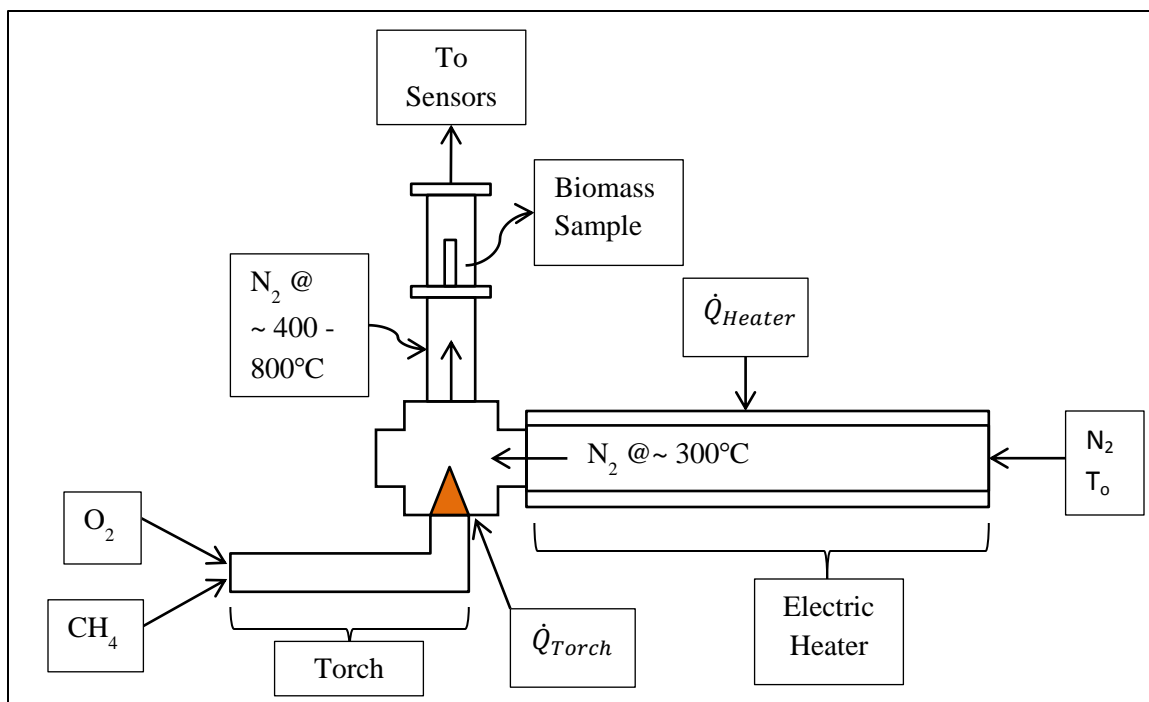 To
Sensors
Biomass
Sample
N₂ @
~ 400 -
800°C
Q̇Heater
N₂ @~ 300°C
N₂
Tₒ
O₂
CH₄
Torch
Q̇Torch
Electric
Heater